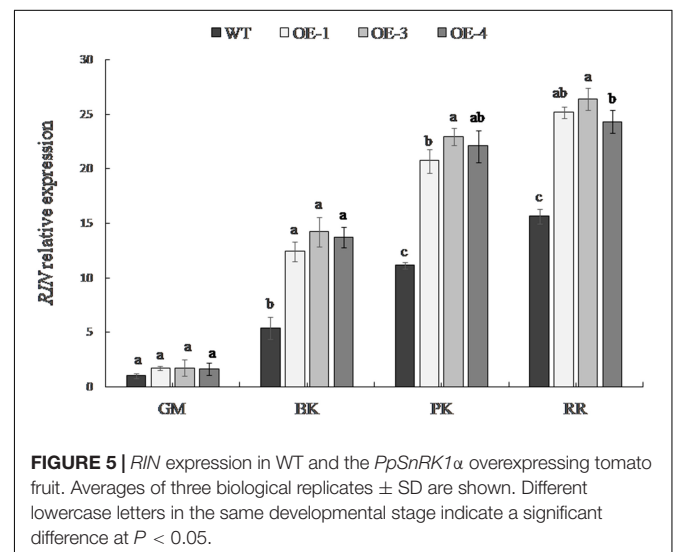 WT OE-1 OE-3 OE-4
30
25
20
15
10
5
0
RIN relative expression
a a a a
b a a a
c b a ab
c ab a b
GM BK PK RR
FIGURE 5 | RIN expression in WT and the PpSnRK1α overexpressing tomato
fruit. Averages of three biological replicates ± SD are shown. Different
lowercase letters in the same developmental stage indicate a significant
difference at P < 0.05.